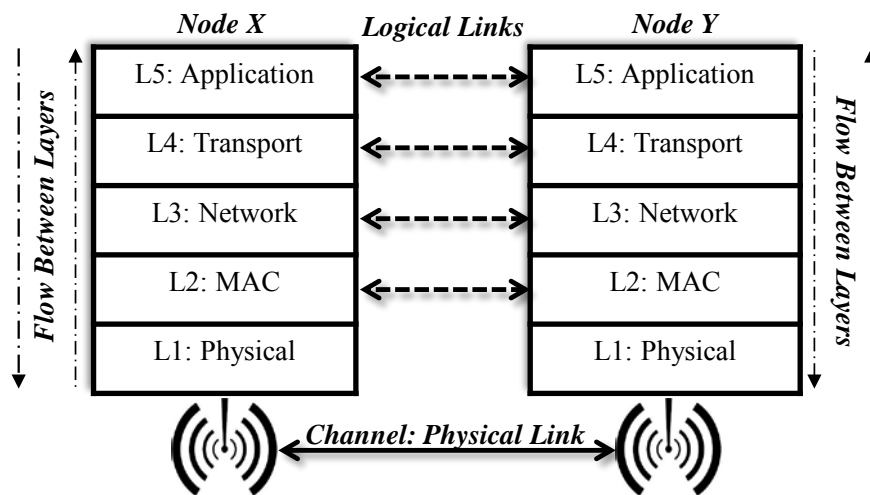 Node X
Logical Links
Node Y
Flow Between Layers
L5: Application
L4: Transport
L3: Network
L2: MAC
L1: Physical
L5: Application
L4: Transport
L3: Network
L2: MAC
L1: Physical
Flow Between Layers
Channel: Physical Link